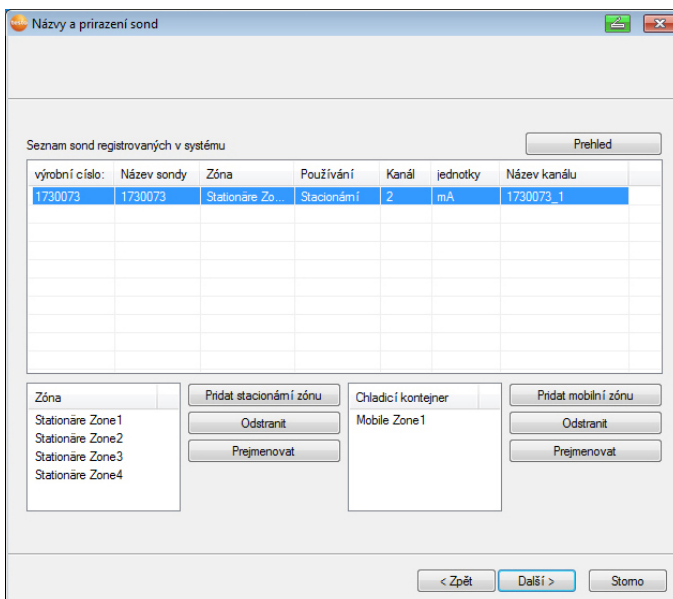 testo Názvy a prirazení sond
Seznam sond registrovaných v systému Prehled
výrobní císlo: Název sondy Zóna Používání Kanál jednotky Název kanálu
1730073 1730073 Stationäre Zo... Stacionární 2 mA 1730073_1
Zóna Pridat stacionární zónu Chladicí kontejner Pridat mobilní zónu
Stationäre Zone1 Odstranit Mobile Zone1 Odstranit
Stationäre Zone2
Stationäre Zone3 Prejmenovat Prejmenovat
Stationäre Zone4
< Zpět Další > Storno